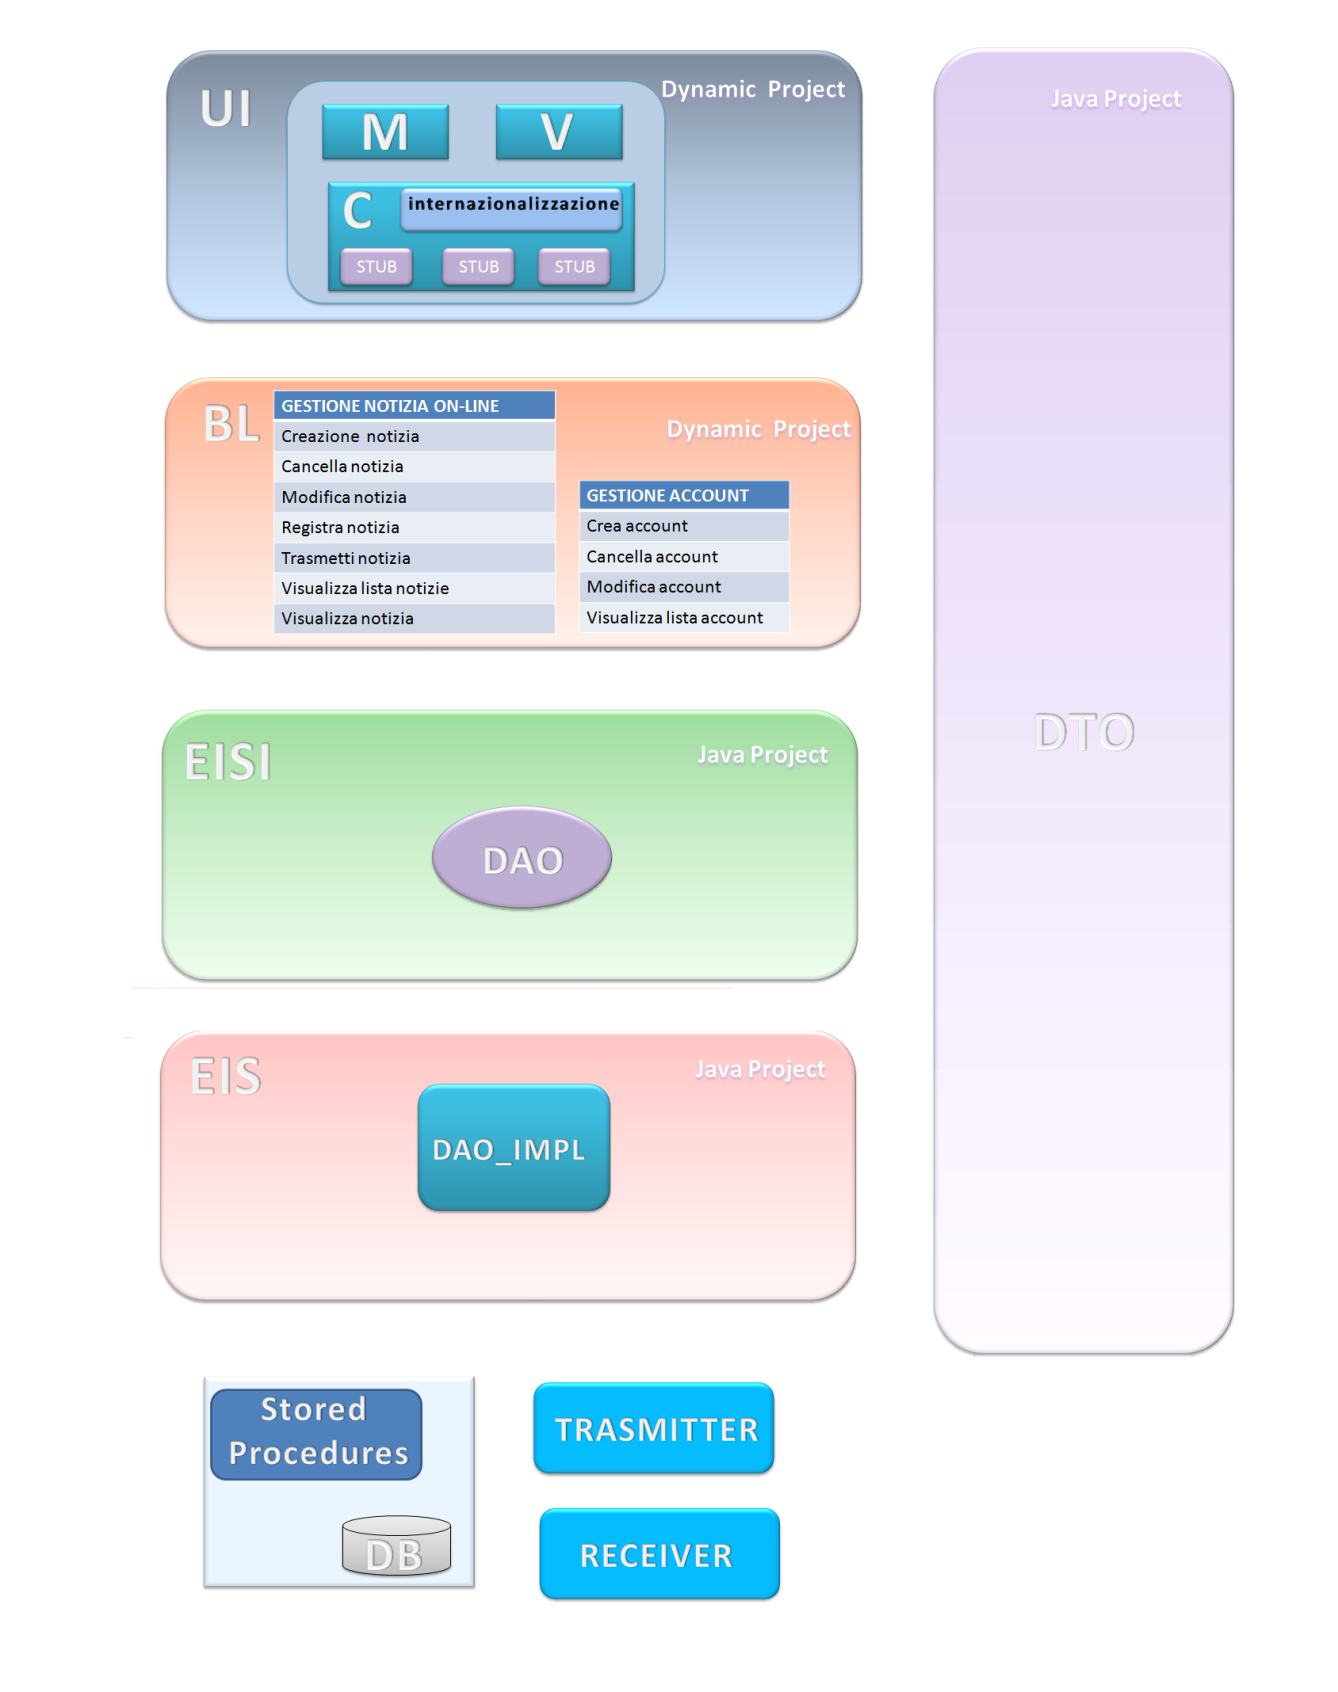 UI
Dynamic Project
M
V
C
internazionalizzazione
STUB
STUB
STUB
BL
Dynamic Project
GESTIONE NOTIZIA ON-LINE
Creazione notizia
Cancella notizia
Modifica notizia
Registra notizia
Trasmetti notizia
Visualizza lista notizie
Visualizza notizia
GESTIONE ACCOUNT
Crea account
Cancella account
Modifica account
Visualizza lista account
EISI
Java Project
DAO
EIS
Java Project
DAO_IMPL
Stored
Procedures
DB
TRASMITTER
RECEIVER
Java Project
DTO